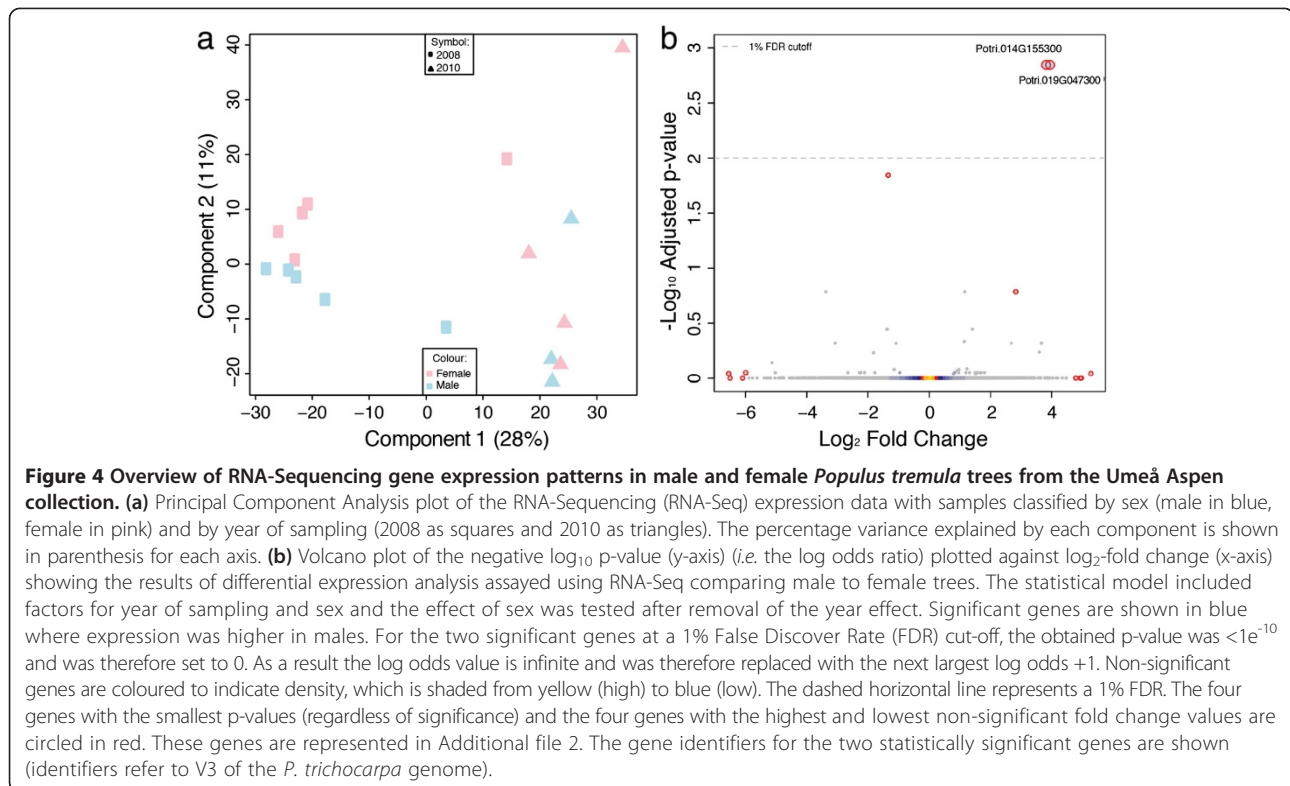 a
Symbol:
2008
2010
Component 2 (11%)
40
30
20
10
0
−10
−20
Colour:
Female
Male
−30 −20 −10 0 10 20 30
Component 1 (28%)
b
1% FDR cutoff
Potri.014G155300
Potri.019G047300
-Log10 Adjusted p-value
3
2.5
2
1.5
1
0.5
0
−6 −4 −2 0 2 4
Log2 Fold Change
Figure 4 Overview of RNA-Sequencing gene expression patterns in male and female Populus tremula trees from the Umeå Aspen
collection. (a) Principal Component Analysis plot of the RNA-Sequencing (RNA-Seq) expression data with samples classified by sex (male in blue,
female in pink) and by year of sampling (2008 as squares and 2010 as triangles). The percentage variance explained by each component is shown
in parenthesis for each axis. (b) Volcano plot of the negative log10 p-value (y-axis) (i.e. the log odds ratio) plotted against log2-fold change (x-axis)
showing the results of differential expression analysis assayed using RNA-Seq comparing male to female trees. The statistical model included
factors for year of sampling and sex and the effect of sex was tested after removal of the year effect. Significant genes are shown in blue
where expression was higher in males. For the two significant genes at a 1% False Discover Rate (FDR) cut-off, the obtained p-value was <1e-10
and was therefore set to 0. As a result the log odds value is infinite and was therefore replaced with the next largest log odds +1. Non-significant
genes are coloured to indicate density, which is shaded from yellow (high) to blue (low). The dashed horizontal line represents a 1% FDR. The four
genes with the smallest p-values (regardless of significance) and the four genes with the highest and lowest non-significant fold change values are
circled in red. These genes are represented in Additional file 2. The gene identifiers for the two statistically significant genes are shown
(identifiers refer to V3 of the P. trichocarpa genome).